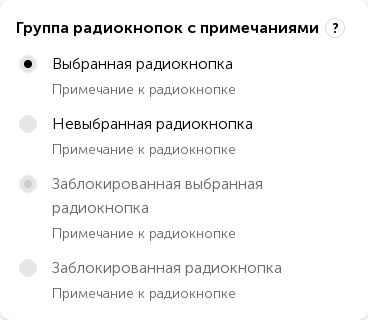 Группа радиокнопок с примечаниями ?
Выбранная радиокнопка
Примечание к радиокнопке
Невыбранная радиокнопка
Примечание к радиокнопке
Заблокированная выбранная
радиокнопка
Примечание к радиокнопке
Заблокированная радиокнопка
Примечание к радиокнопке